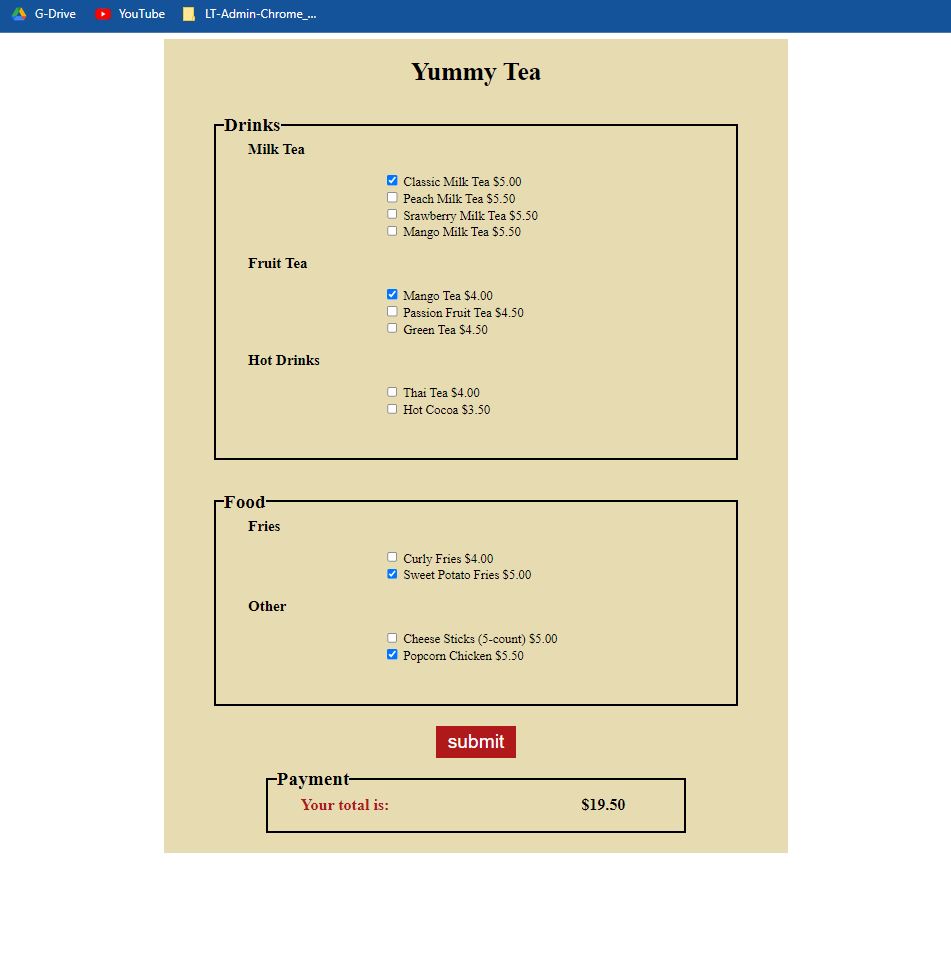 G-Drive YouTube LT-Admin-Chrome_...
Yummy Tea
Drinks
Milk Tea
Classic Milk Tea $5.00
Peach Milk Tea $5.50
Srawberry Milk Tea $5.50
Mango Milk Tea $5.50
Fruit Tea
Mango Tea $4.00
Passion Fruit Tea $4.50
Green Tea $4.50
Hot Drinks
Thai Tea $4.00
Hot Cocoa $3.50
Food
Fries
Curly Fries $4.00
Sweet Potato Fries $5.00
Other
Cheese Sticks (5-count) $5.00
Popcorn Chicken $5.50
submit
Payment
Your total is: $19.50